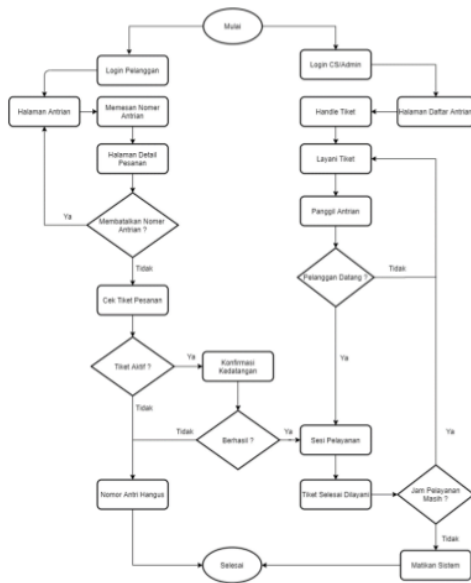 Mulai
Login Pelanggan
Login CS/Admin
Halaman Antrian
Memesan Nomer
Antrian
Handle Tiket
Halaman Daftar Antrian
Halaman Detail
Pesanan
Layani Tiket
Membatalkan Nomer
Antrian ?
Ya
Panggil Antrian
Tidak
Pelanggan Datang ?
Tidak
Cek Tiket Pesanan
Tiket Aktif ?
Ya
Konfirmasi
Kadatangan
Ya
Ya
Tidak
Tidak
Berhasil ?
Ya
Sesi Pelayanan
Nomor Antri Hangus
Tiket Selesai Dilayani
Jam Pelayanan
Masih ?
Tidak
Selesai
Matikan Sistem